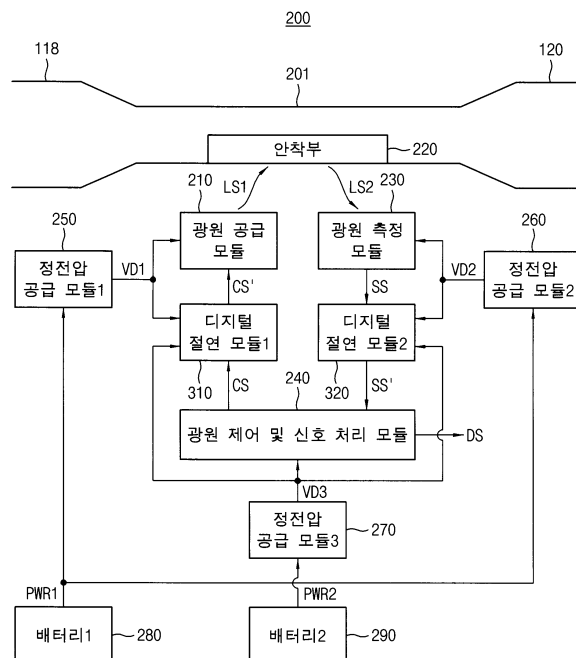 200
118
201
120
안착부
220
210
LS1
LS2
230
250
광원 공급
모듈
광원 측정
모듈
260
정전압
공급 모듈1
VD1
VD2
정전압
공급 모듈2
CS'
SS
디지털
절연 모듈1
디지털
절연 모듈2
310
CS
240
320
SS'
광원 제어 및 신호 처리 모듈
DS
VD3
정전압
공급 모듈3
270
PWR1
PWR2
배터리1
280
배터리2
290